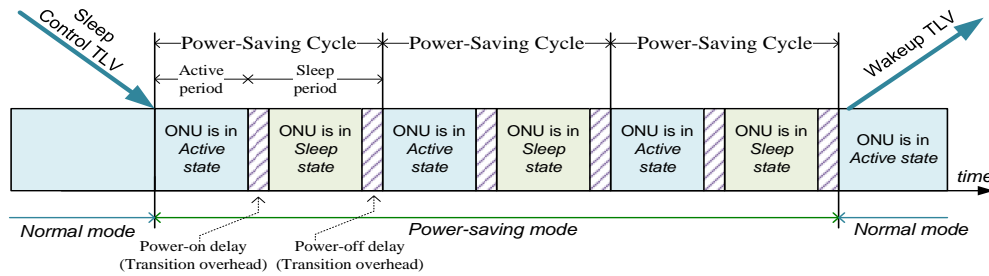 Sleep
Control TLV
Power-Saving Cycle
Power-Saving Cycle
Power-Saving Cycle
Wakeup TLV
Active
period
Sleep
period
ONU is in
Active
state
ONU is in
Sleep
state
ONU is in
Active
state
ONU is in
Sleep
state
ONU is in
Active
state
ONU is in
Sleep
state
ONU is in
Active state
time
Normal mode
Power-saving mode
Normal mode
Power-on delay
(Transition overhead)
Power-off delay
(Transition overhead)